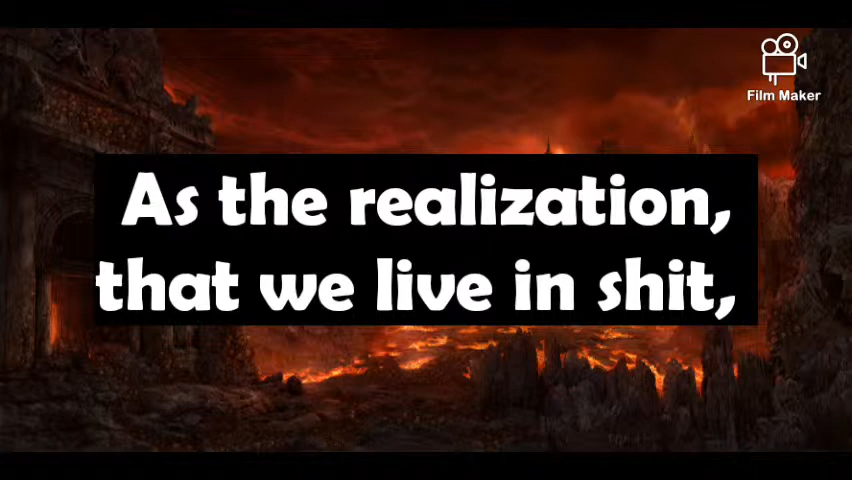 Film Maker
As the realization,
that we live in shit,